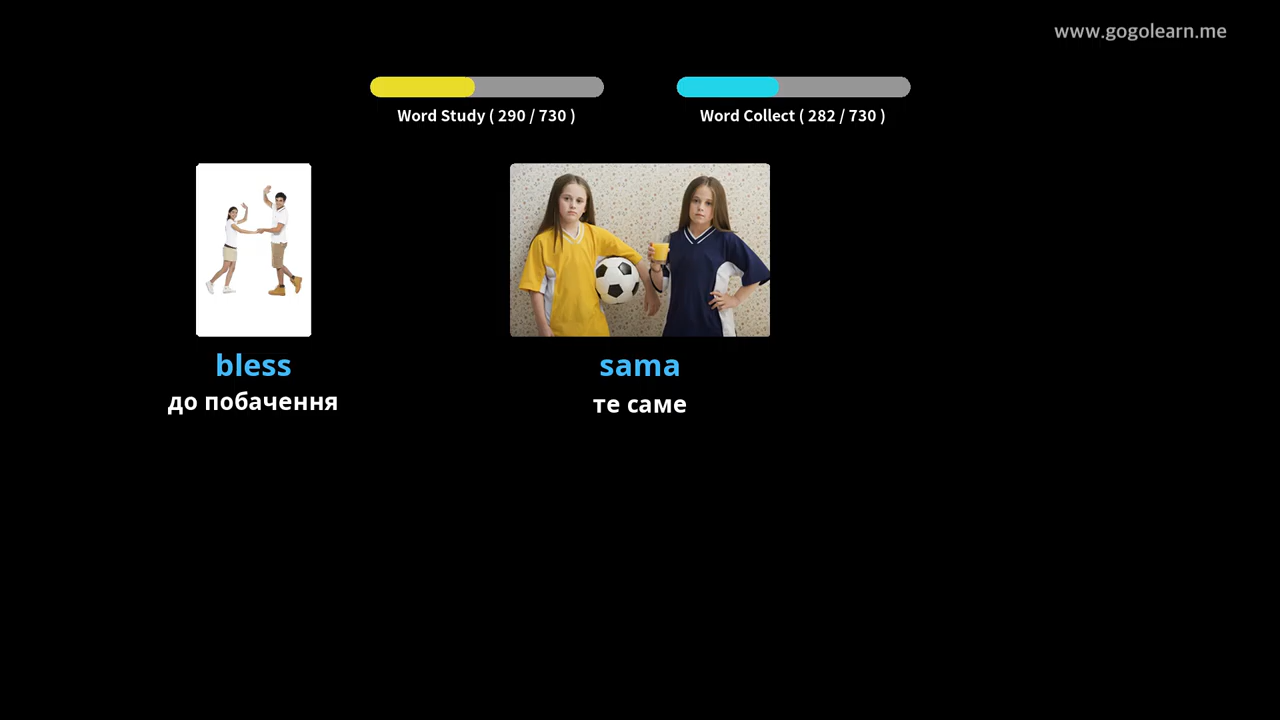 www.gogolearn.me
Word Study ( 290 / 730 )
Word Collect ( 282 / 730 )
bless
до побачення
sama
те саме